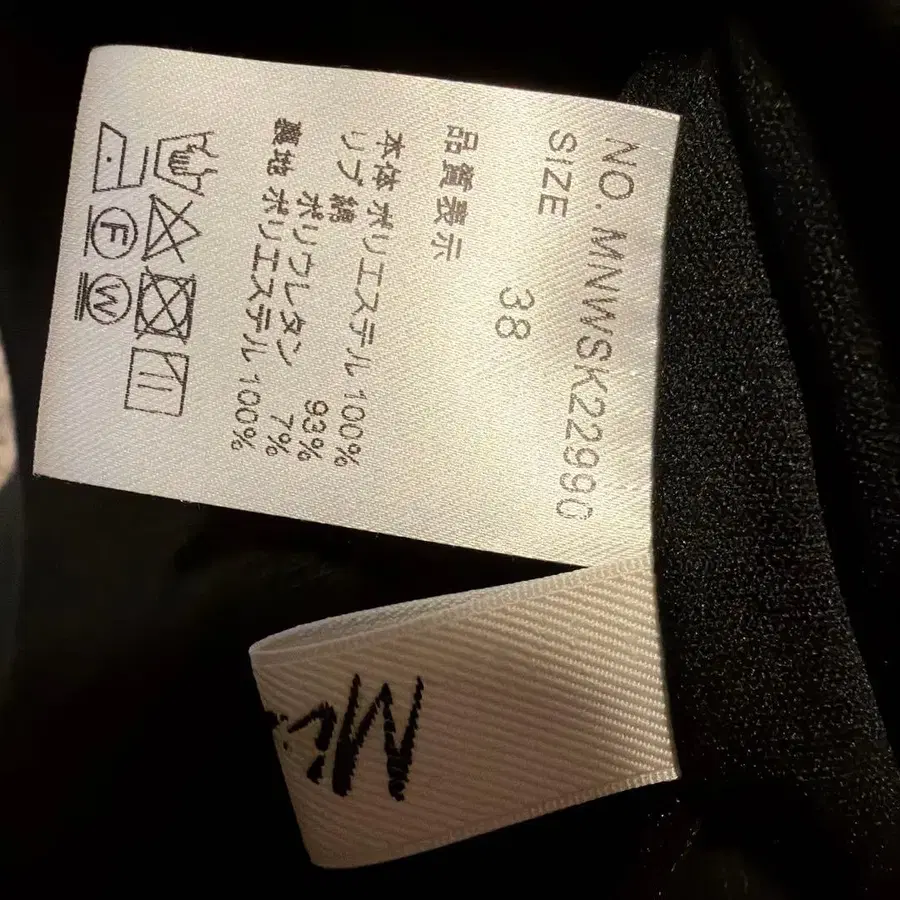 NO. MNWSK22990
SIZE
38
品質表示
本体 ポリエステル 100%
リブ 綿 93%
ポリウレタン 7%
裏地 ポリエステル 100%
F
W